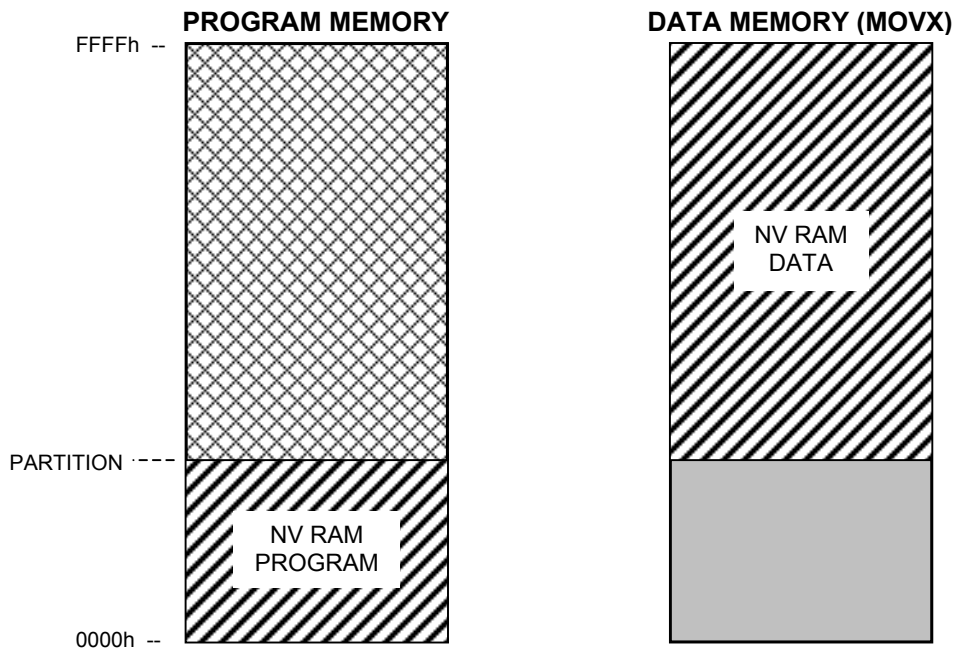 PROGRAM MEMORY
DATA MEMORY (MOVX)
FFFFh --
NV RAM
DATA
PARTITION ----
NV RAM
PROGRAM
0000h --